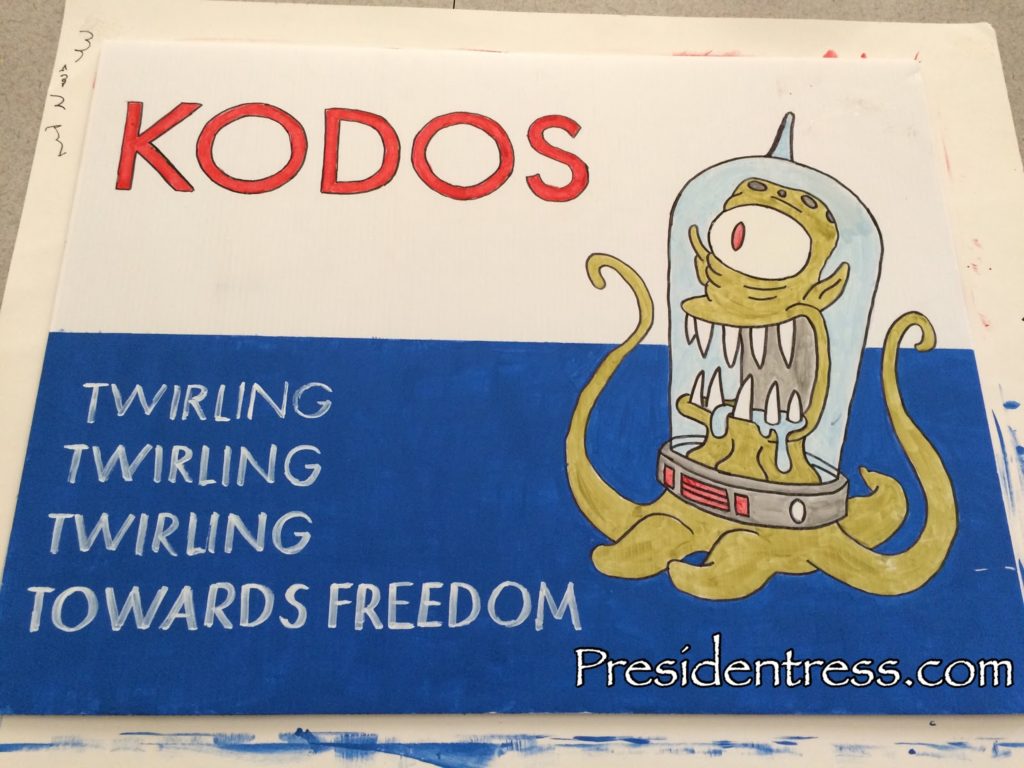 KODOS
TWIRLING
TWIRLING
TWIRLING
TOWARDS FREEDOM
Presidentress.com